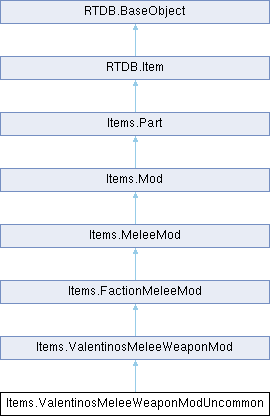 RTDB.BaseObject
RTDB.Item
Items.Part
Items.Mod
Items.MeleeMod
Items.FactionMeleeMod
Items.ValentinosMeleeWeaponMod
Items.ValentinosMeleeWeaponModUncommon